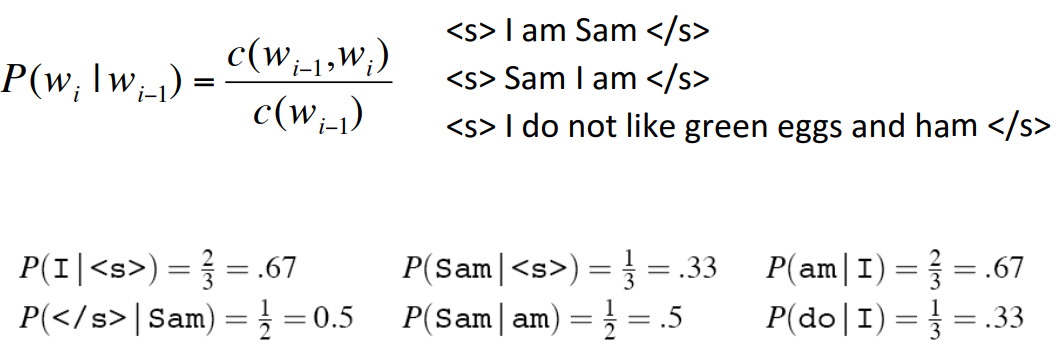 P(w_i | w_{i-1}) = c(w_{i-1}, w_i) / c(w_{i-1})
<s> I am Sam </s>
<s> Sam I am </s>
<s> I do not like green eggs and ham </s>
P(I|<s>) = 2/3 = .67 P(Sam|<s>) = 1/3 = .33 P(am|I) = 2/3 = .67
P(</s>|Sam) = 1/2 = 0.5 P(Sam|am) = 1/2 = .5 P(do|I) = 1/3 = .33